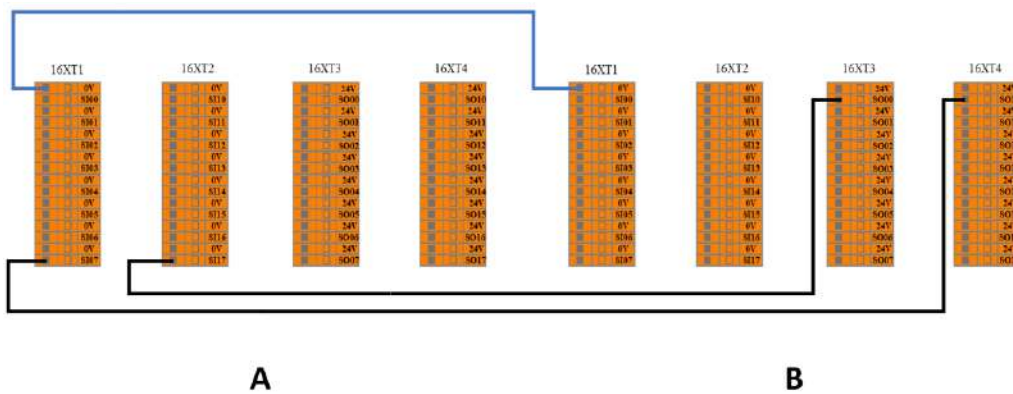 16XT1
0V
SI00
0V
SI01
0V
SI02
0V
SI03
0V
SI04
0V
SI05
0V
SI06
0V
SI07
16XT2
0V
SI10
0V
SI11
0V
SI12
0V
SI13
0V
SI14
0V
SI15
0V
SI16
0V
SI17
16XT3
24V
SO00
24V
SO01
24V
SO02
24V
SO03
24V
SO04
24V
SO05
24V
SO06
24V
SO07
16XT4
24V
SO10
24V
SO11
24V
SO12
24V
SO13
24V
SO14
24V
SO15
24V
SO16
24V
SO17
16XT1
0V
SI00
0V
SI01
0V
SI02
0V
SI03
0V
SI04
0V
SI05
0V
SI06
0V
SI07
16XT2
0V
SI10
0V
SI11
0V
SI12
0V
SI13
0V
SI14
0V
SI15
0V
SI16
0V
SI17
16XT3
24V
SO00
24V
SO01
24V
SO02
24V
SO03
24V
SO04
24V
SO05
24V
SO06
24V
SO07
16XT4
A
B